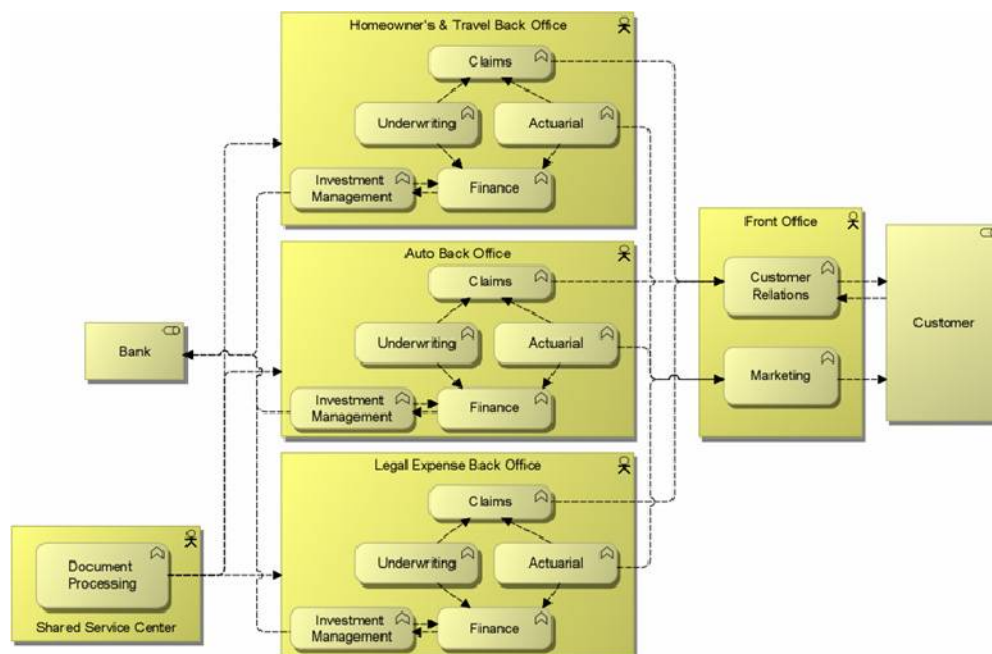 Homeowner's & Travel Back Office
Claims
Underwriting
Actuarial
Investment
Management
Finance
Auto Back Office
Claims
Underwriting
Actuarial
Investment
Management
Finance
Legal Expense Back Office
Claims
Underwriting
Actuarial
Investment
Management
Finance
Bank
Document
Processing
Shared Service Center
Front Office
Customer
Relations
Marketing
Customer